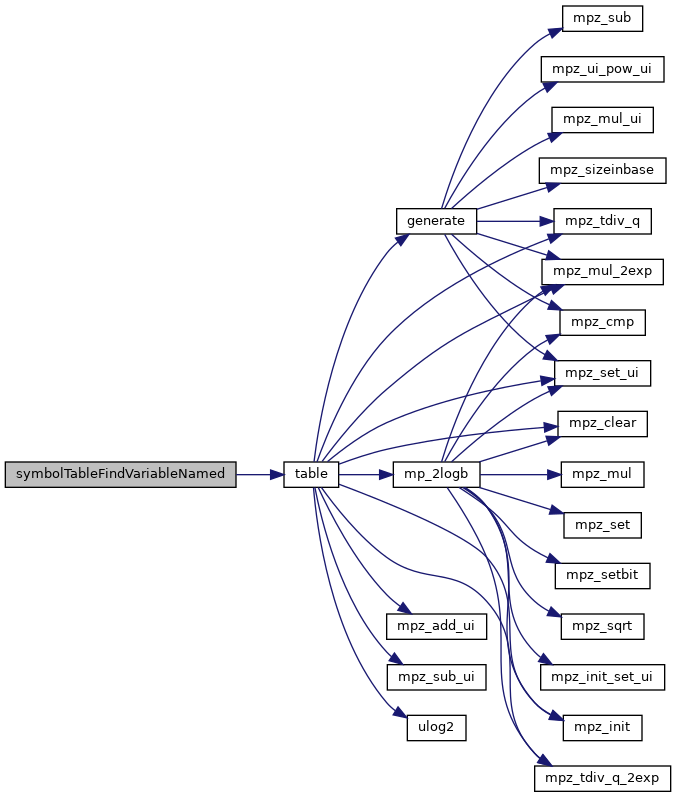 mpz_sub
mpz_ui_pow_ui
mpz_mul_ui
mpz_sizeinbase
generate
mpz_tdiv_q
mpz_mul_2exp
mpz_cmp
mpz_set_ui
mpz_clear
symbolTableFindVariableNamed
table
mp_2logb
mpz_mul
mpz_set
mpz_setbit
mpz_add_ui
mpz_sqrt
mpz_sub_ui
mpz_init_set_ui
ulog2
mpz_init
mpz_tdiv_q_2exp